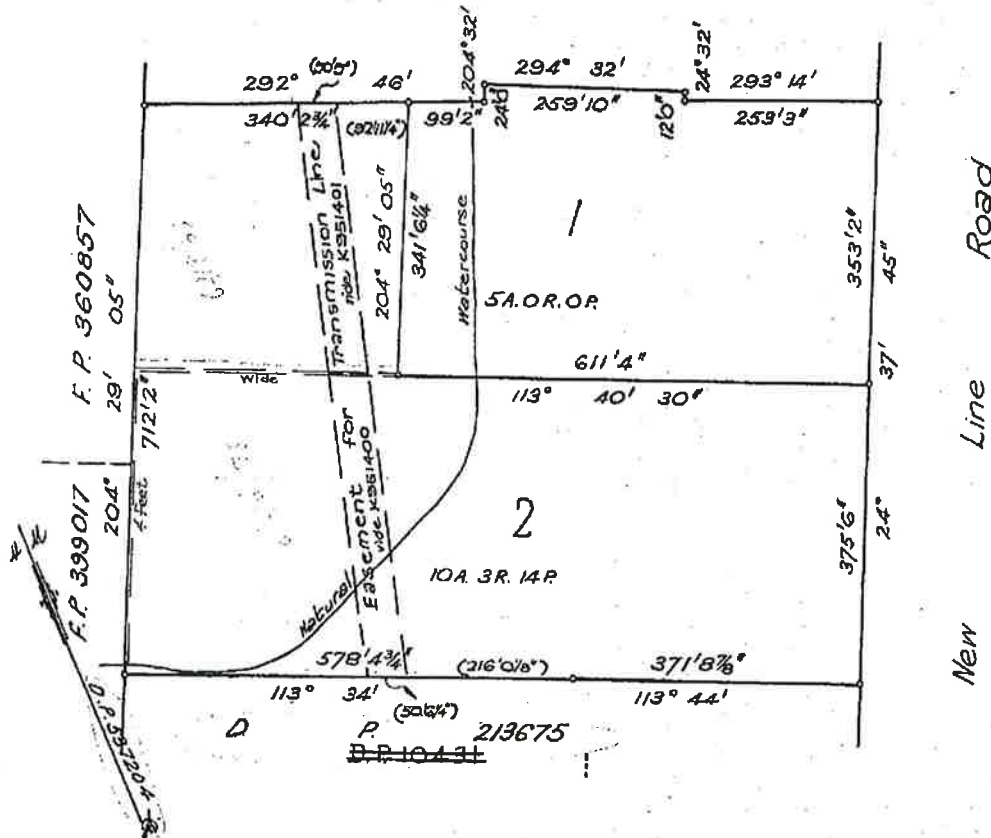 292° (50'5") 46'
204° 32'
294° 32'
24° 32'
293° 14'
340' 2¾"
(92'11¼")
99'2"
24'0"
259'10"
12'0"
253'3"
F. P. 360857
204° 29' 05"
712'2"
F.P. 399017
4 Feet
Wide
Transmission Line
vide K951401
Easement for
vide K951400
204° 29' 05"
341'6¼"
Natural Watercourse
1
5A. 0R. 0P.
353'2"
611'4"
113° 40' 30"
24° 37' 45"
2
10A. 3R. 14P.
375'6"
New Line Road
578'4¾"
(216'0⅛")
371'8⅞"
113° 34'
(50'6¼")
113° 44'
D. P. 213675
D.P. 10431
D.P. 597204